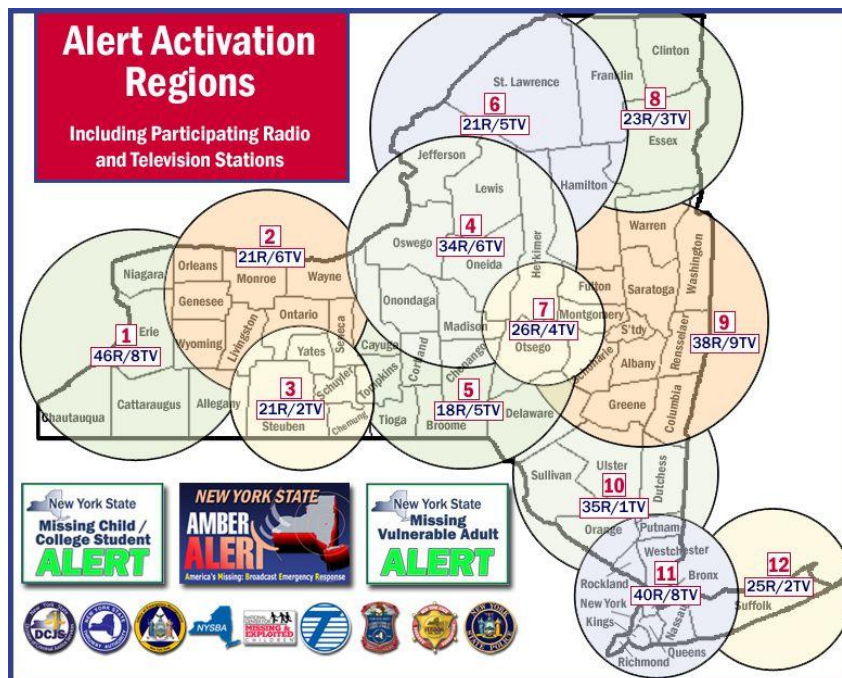 Alert Activation
Regions
Including Participating Radio
and Television Stations
Clinton
Franklin
St. Lawrence
8
23R/3TV
6
21R/5TV
Essex
Jefferson
Lewis
Hamilton
4
34R/6TV
Oswego
Oneida
Herkimer
Warren
Washington
2
21R/6TV
Niagara
Orleans
Monroe
Wayne
Genesee
Ontario
Onondaga
Madison
Fulton
Saratoga
7
26R/4TV
Montgomery
Otsego
S'tdy
Rensselaer
9
38R/9TV
1
46R/8TV
Erie
Wyoming
Livingston
Seneca
Yates
Cayuga
Cortland
Chenango
Schoharie
Albany
3
21R/2TV
Schuyler
Tompkins
5
18R/5TV
Greene
Columbia
Chautauqua
Cattaraugus
Allegany
Steuben
Chemung
Tioga
Broome
Delaware
Sullivan
Ulster
Dutchess
10
35R/1TV
Orange
Putnam
Westchester
11
40R/8TV
Rockland
Bronx
New York
Kings
Nassau
Queens
Richmond
12
25R/2TV
Suffolk
New York State
Missing Child /
College Student
ALERT
NEW YORK STATE
AMBER
ALERT
America's Missing: Broadcast Emergency Response
New York State
Missing
Vulnerable Adult
ALERT
DCJS
NYSBA
NATIONAL CENTER FOR
MISSING &
EXPLOITED
CHILDREN